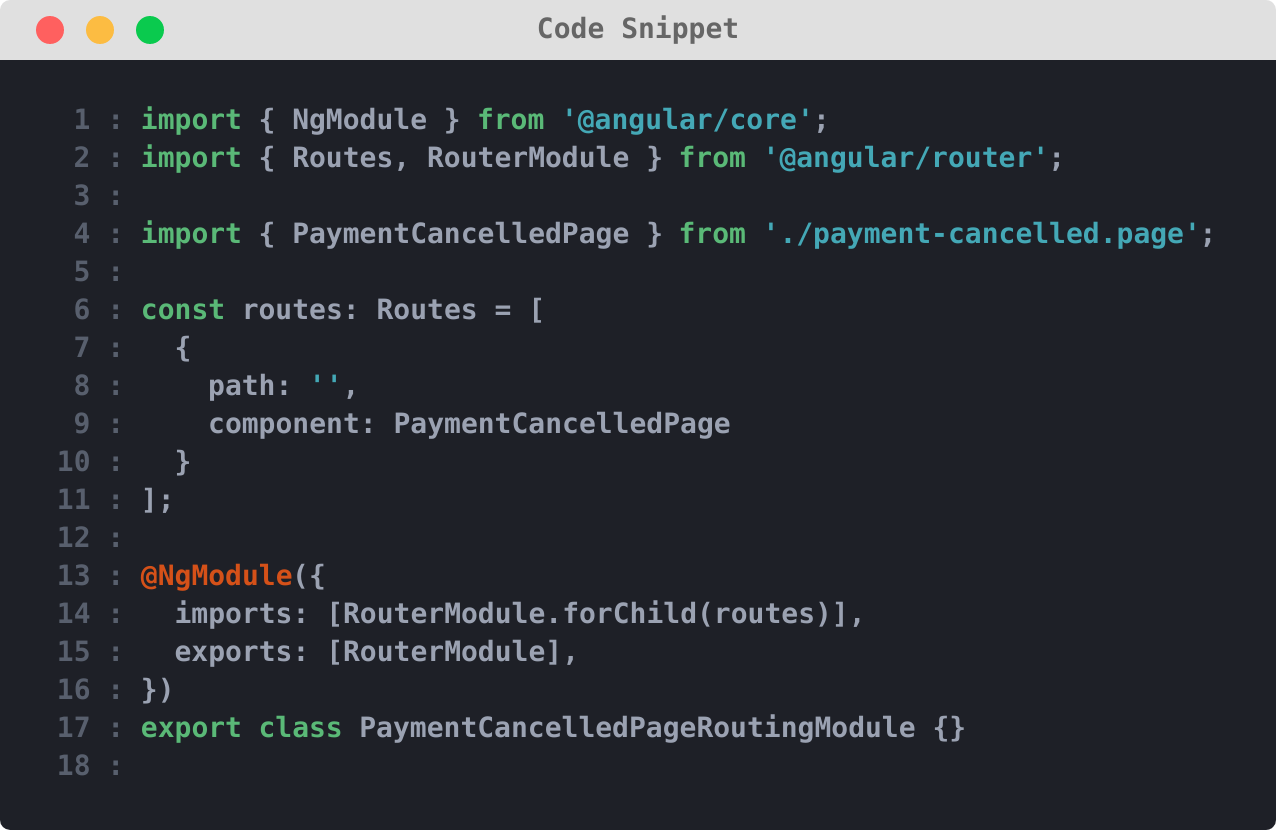 Code Snippet
1 : import { NgModule } from '@angular/core';
2 : import { Routes, RouterModule } from '@angular/router';
3 :
4 : import { PaymentCancelledPage } from './payment-cancelled.page';
5 :
6 : const routes: Routes = [
7 :   {
8 :     path: '',
9 :     component: PaymentCancelledPage
10 :   }
11 : ];
12 :
13 : @NgModule({
14 :   imports: [RouterModule.forChild(routes)],
15 :   exports: [RouterModule],
16 : })
17 : export class PaymentCancelledPageRoutingModule {}
18 :